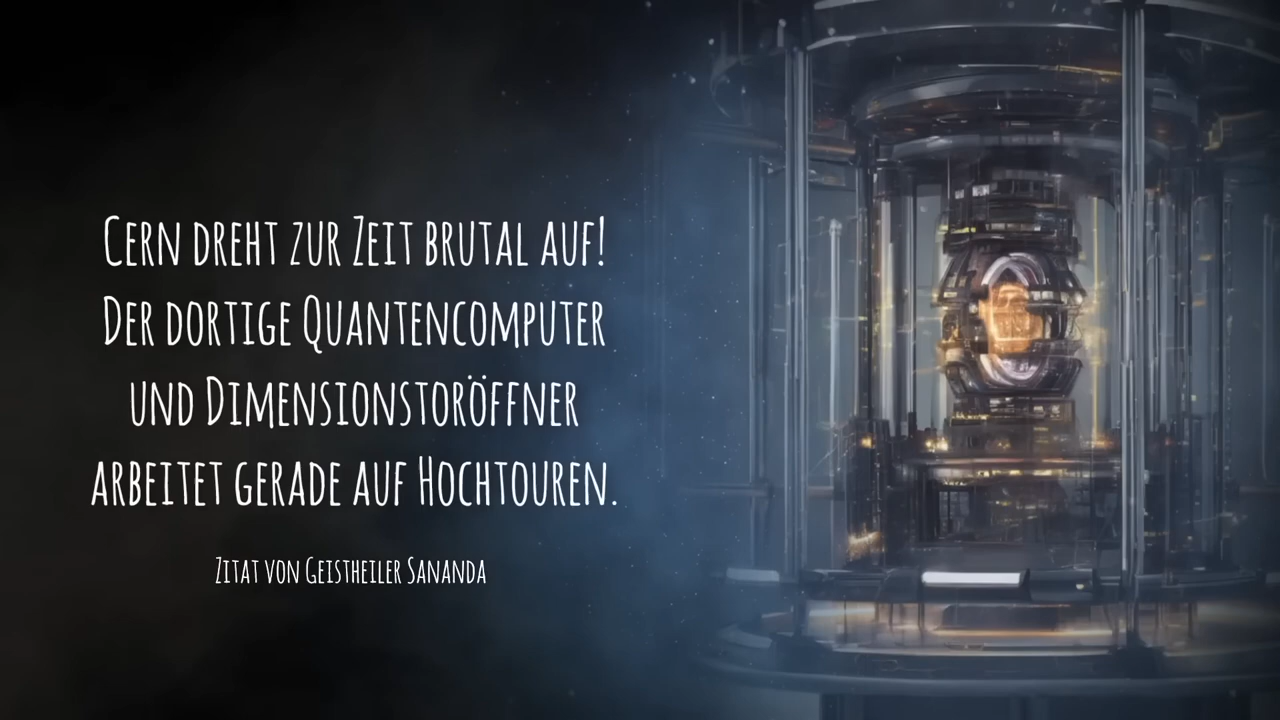 Cern dreht zur Zeit brutal auf!
Der dortige Quantencomputer
und Dimensionstoröffner
arbeitet gerade auf Hochtouren.
Zitat von Geistheiler Sananda